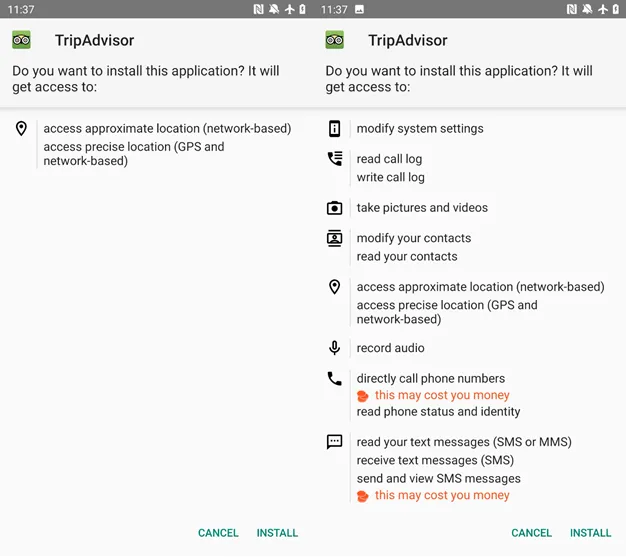 11:37
TripAdvisor
Do you want to install this application? It will
get access to:
access approximate location (network-based)
access precise location (GPS and
network-based)
CANCEL INSTALL
11:37
TripAdvisor
Do you want to install this application? It will
get access to:
modify system settings
read call log
write call log
take pictures and videos
modify your contacts
read your contacts
access approximate location (network-based)
access precise location (GPS and
network-based)
record audio
directly call phone numbers
this may cost you money
read phone status and identity
read your text messages (SMS or MMS)
receive text messages (SMS)
send and view SMS messages
this may cost you money
CANCEL INSTALL